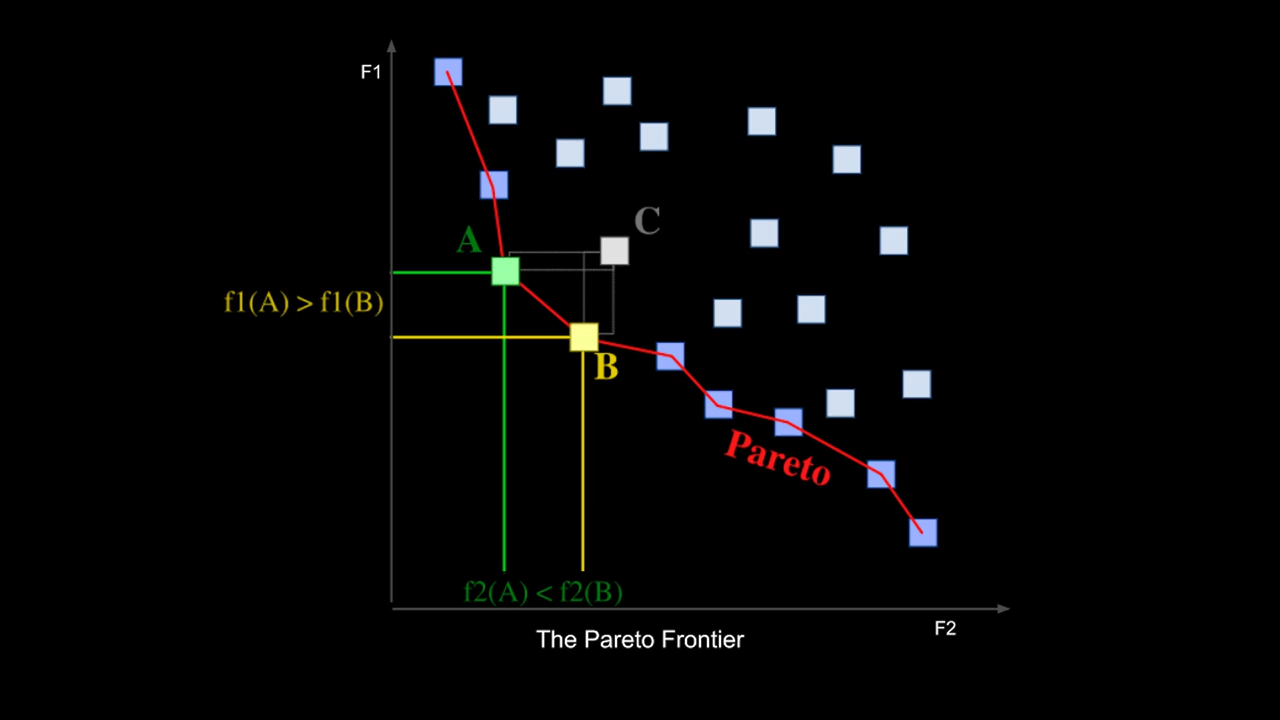 F1
C
A
f1(A) > f1(B)
B
Pareto
f2(A) < f2(B)
F2
The Pareto Frontier